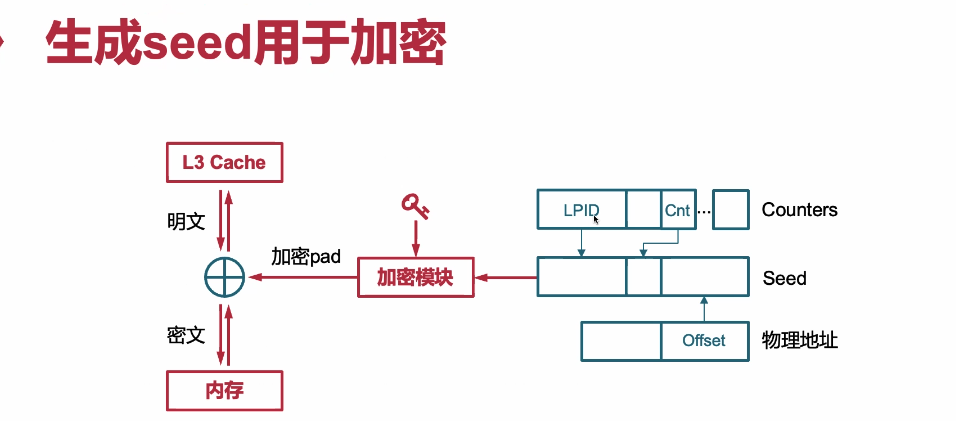 生成seed用于加密
L3 Cache
明文
加密pad
加密模块
LPID
Cnt
...
Counters
Seed
密文
Offset
物理地址
内存